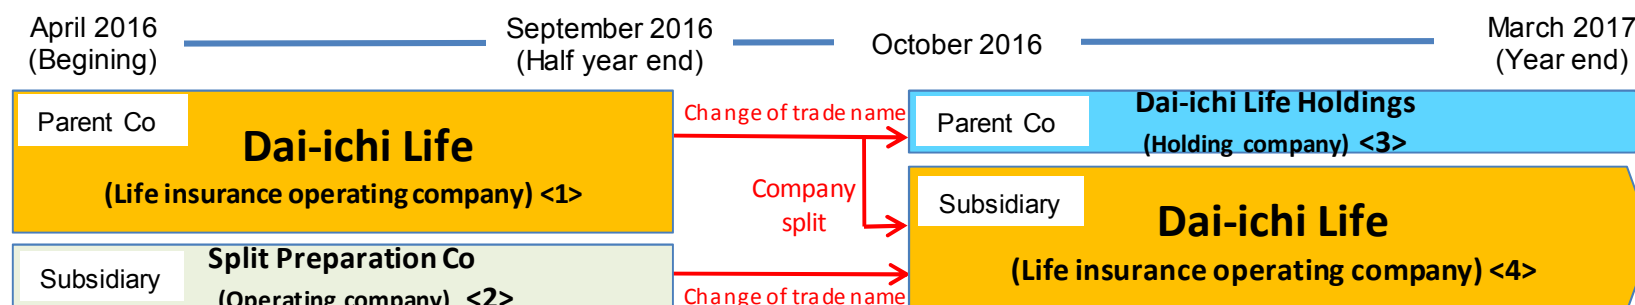 April 2016
(Begining)
September 2016
(Half year end)
October 2016
March 2017
(Year end)
Parent Co
Dai-ichi Life
(Life insurance operating company) <1>
Change of trade name
Parent Co
Dai-ichi Life Holdings
(Holding company) <3>
Company
split
Subsidiary
Dai-ichi Life
(Life insurance operating company) <4>
Subsidiary
Split Preparation Co
(Operating company) <2>
Change of trade name